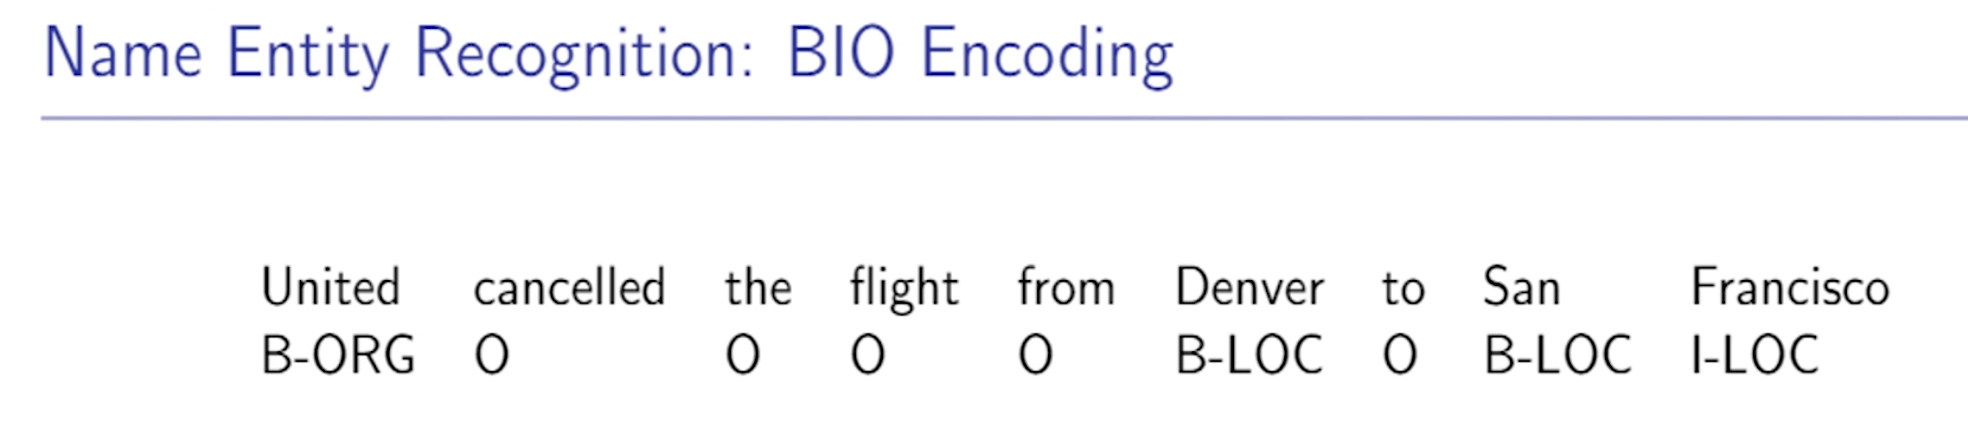 Name Entity Recognition: BIO Encoding
United cancelled the flight from Denver to San Francisco
B-ORG O O O O B-LOC O B-LOC I-LOC